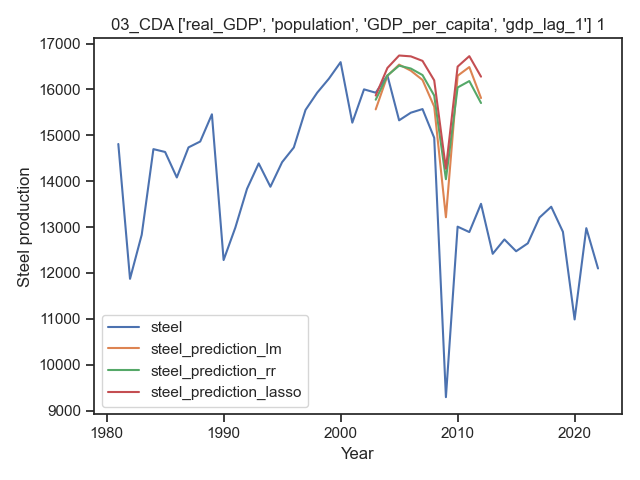 03_CDA ['real_GDP', 'population', 'GDP_per_capita', 'gdp_lag_1'] 1
17000
16000
15000
14000
13000
12000
11000
10000
9000
Steel production
steel
steel_prediction_lm
steel_prediction_rr
steel_prediction_lasso
1980
1990
2000
2010
2020
Year